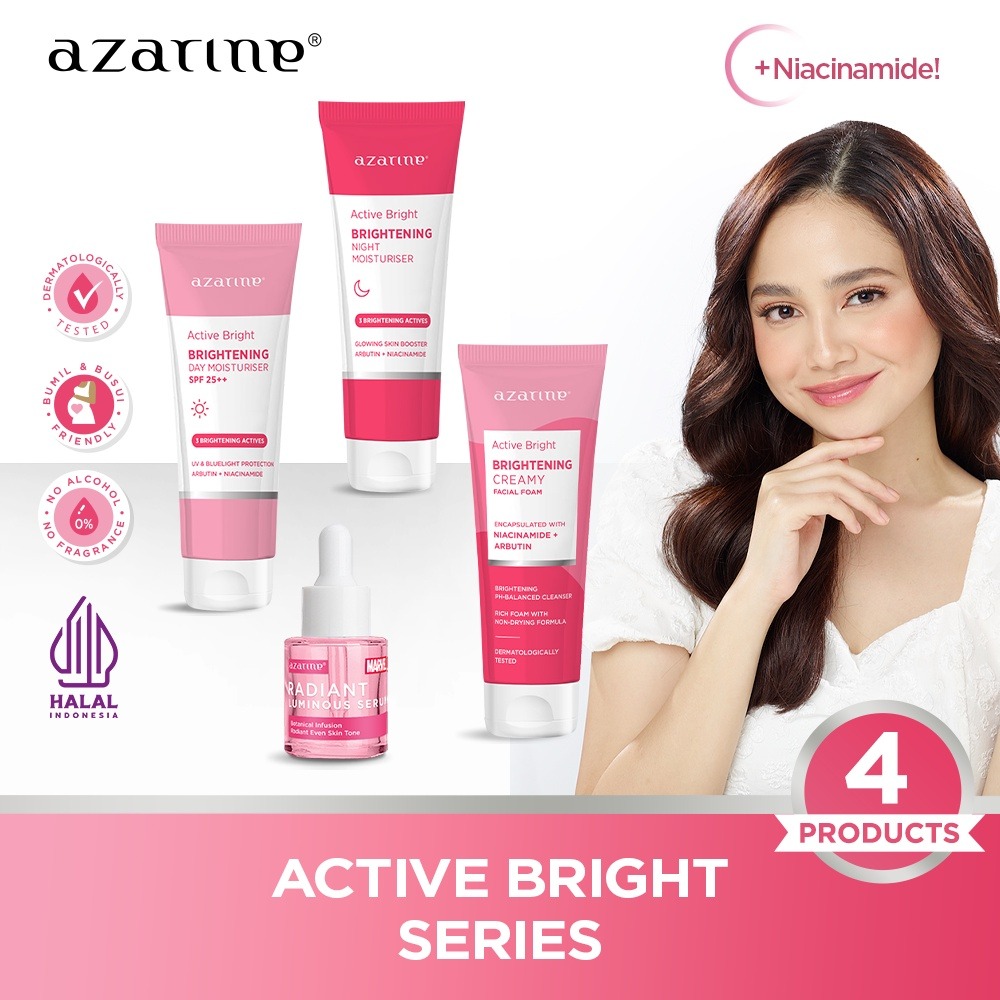 azarine®
+Niacinamide!
azarine®
Active Bright
BRIGHTENING
NIGHT
MOISTURISER
3 BRIGHTENING ACTIVES
GLOWING SKIN BOOSTER
ARBUTIN + NIACINAMIDE
azarine®
Active Bright
BRIGHTENING
DAY MOISTURISER
SPF 25++
3 BRIGHTENING ACTIVES
UV & BLUELIGHT PROTECTION
ARBUTIN + NIACINAMIDE
DERMATOLOGICALLY
TESTED
BUMIL & BUSUI
FRIENDLY
NO ALCOHOL
0%
NO FRAGRANCE
HALAL
INDONESIA
azarine®
Active Bright
BRIGHTENING
CREAMY
FACIAL FOAM
ENCAPSULATED WITH
NIACINAMIDE +
ARBUTIN
BRIGHTENING
PH-BALANCED CLEANSER
RICH FOAM WITH
NON-DRYING FORMULA
DERMATOLOGICALLY
TESTED
azarine®
MARVEL
RADIANT
LUMINOUS SERUM
Botanical Infusion
Radiant Even Skin Tone
4
PRODUCTS
ACTIVE BRIGHT
SERIES